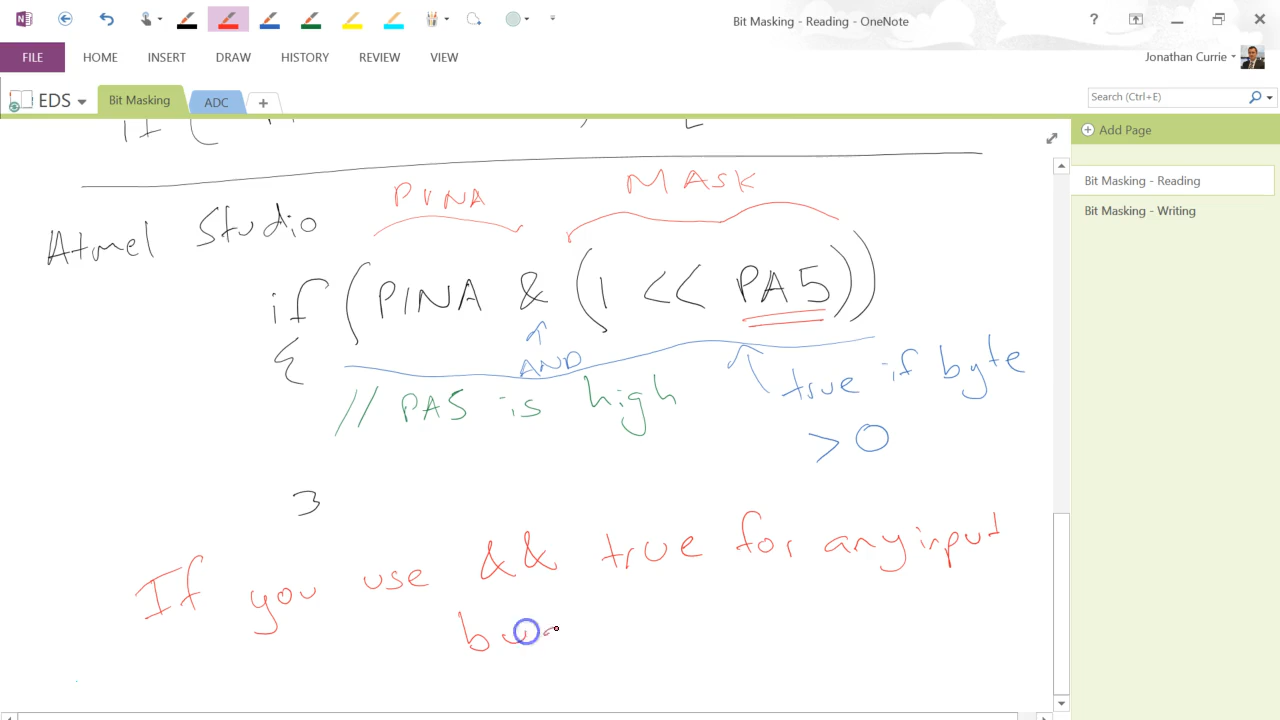 Bit Masking - Reading - OneNote
?
FILE
HOME
INSERT
DRAW
HISTORY
REVIEW
VIEW
Jonathan Currie
EDS
Bit Masking
ADC
+
Search (Ctrl+E)
Add Page
Bit Masking - Reading
Bit Masking - Writing
if (
PINA
MASK
Atmel Studio
if (PINA & (1 << PA5))
{
AND
true if byte
> 0
// PA5 is high
}
If you use && true for any input